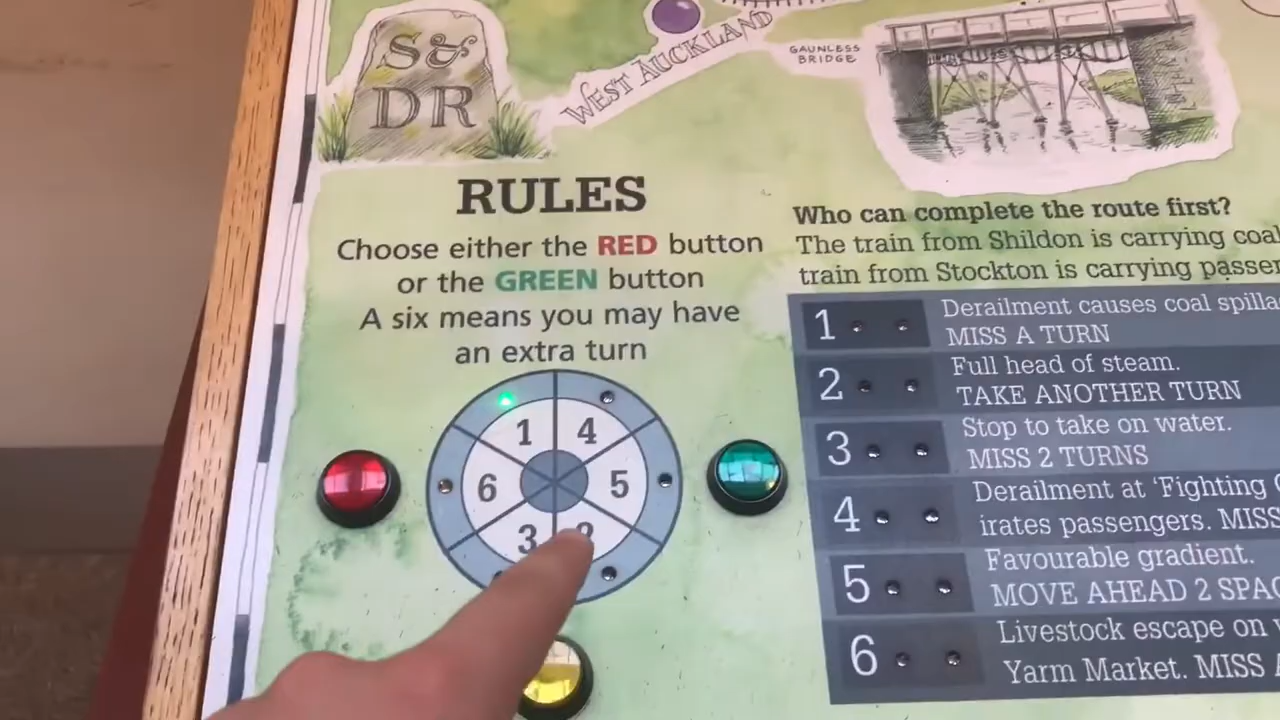 S&
DR
WEST AUCKLAND
GAUNLESS
BRIDGE
RULES
Choose either the RED button
or the GREEN button
A six means you may have
an extra turn
1 4
6 5
3
Who can complete the route first?
The train from Shildon is carrying coal
train from Stockton is carrying
1 Derailment causes coal
MISS A TURN
2 Full head of steam.
TAKE ANOTHER TURN
3 Stop to take on water.
MISS 2 TURNS
4 Derailment at ‘Fighting
irates passengers. MISS
5 Favourable gradient.
MOVE AHEAD 2
6 Livestock escape on
Yarm Market. MISS